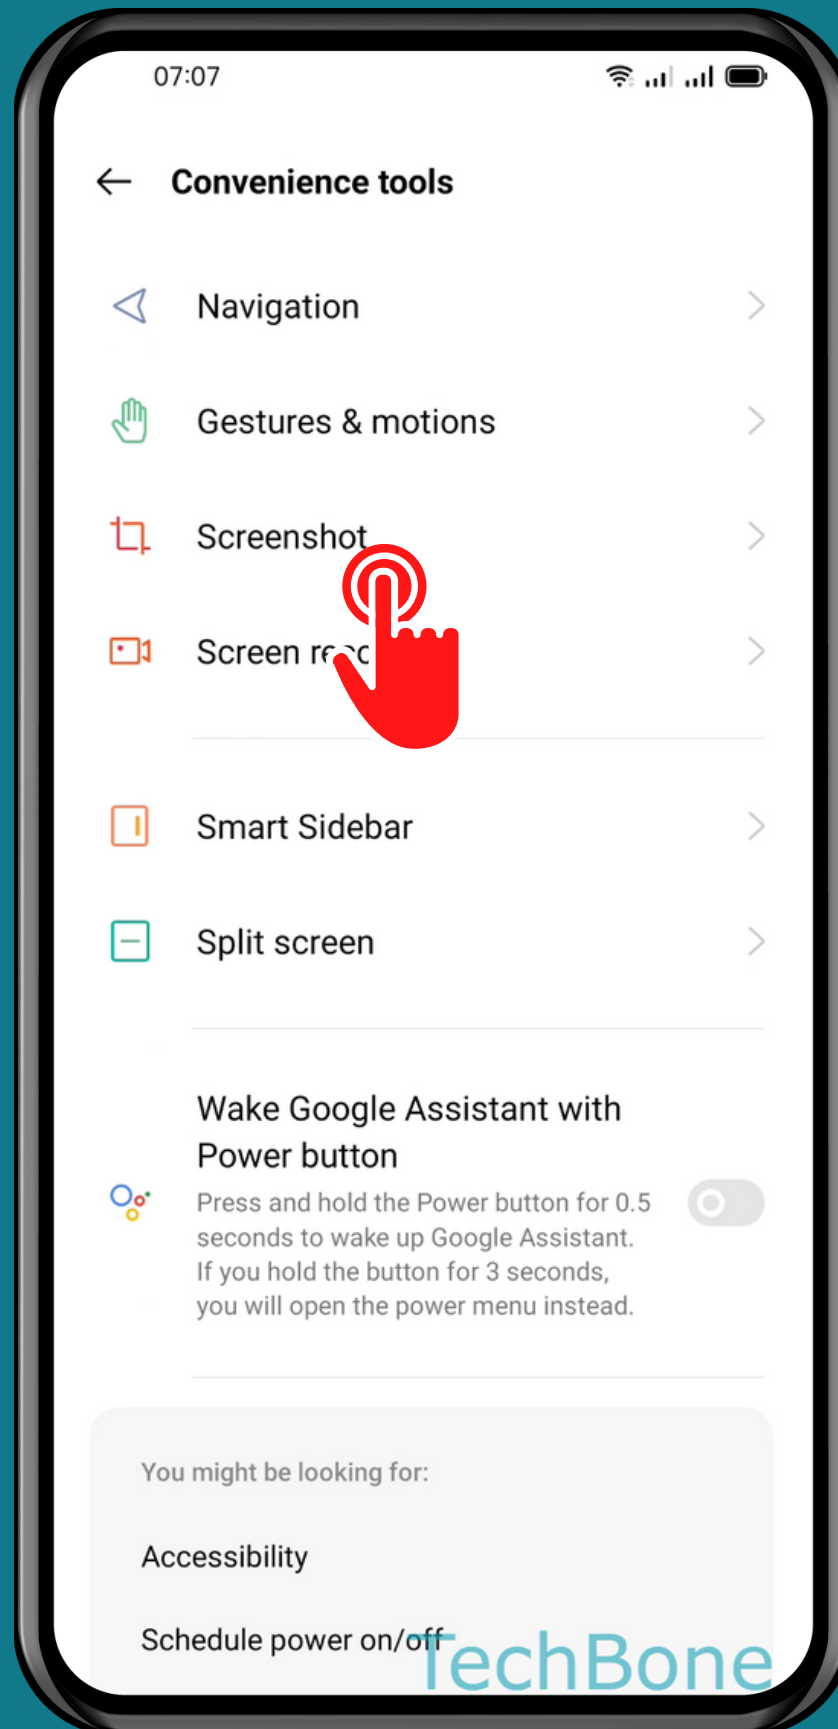 07:07
Convenience tools
Navigation
Gestures & motions
Screenshot
Screen
Smart Sidebar
Split screen
Wake Google Assistant with
Power button
Press and hold the Power button for 0.5
seconds to wake up Google Assistant.
If you hold the button for 3 seconds,
you will open the power menu instead.
You might be looking for:
Accessibility
Schedule power on/off
TechBone